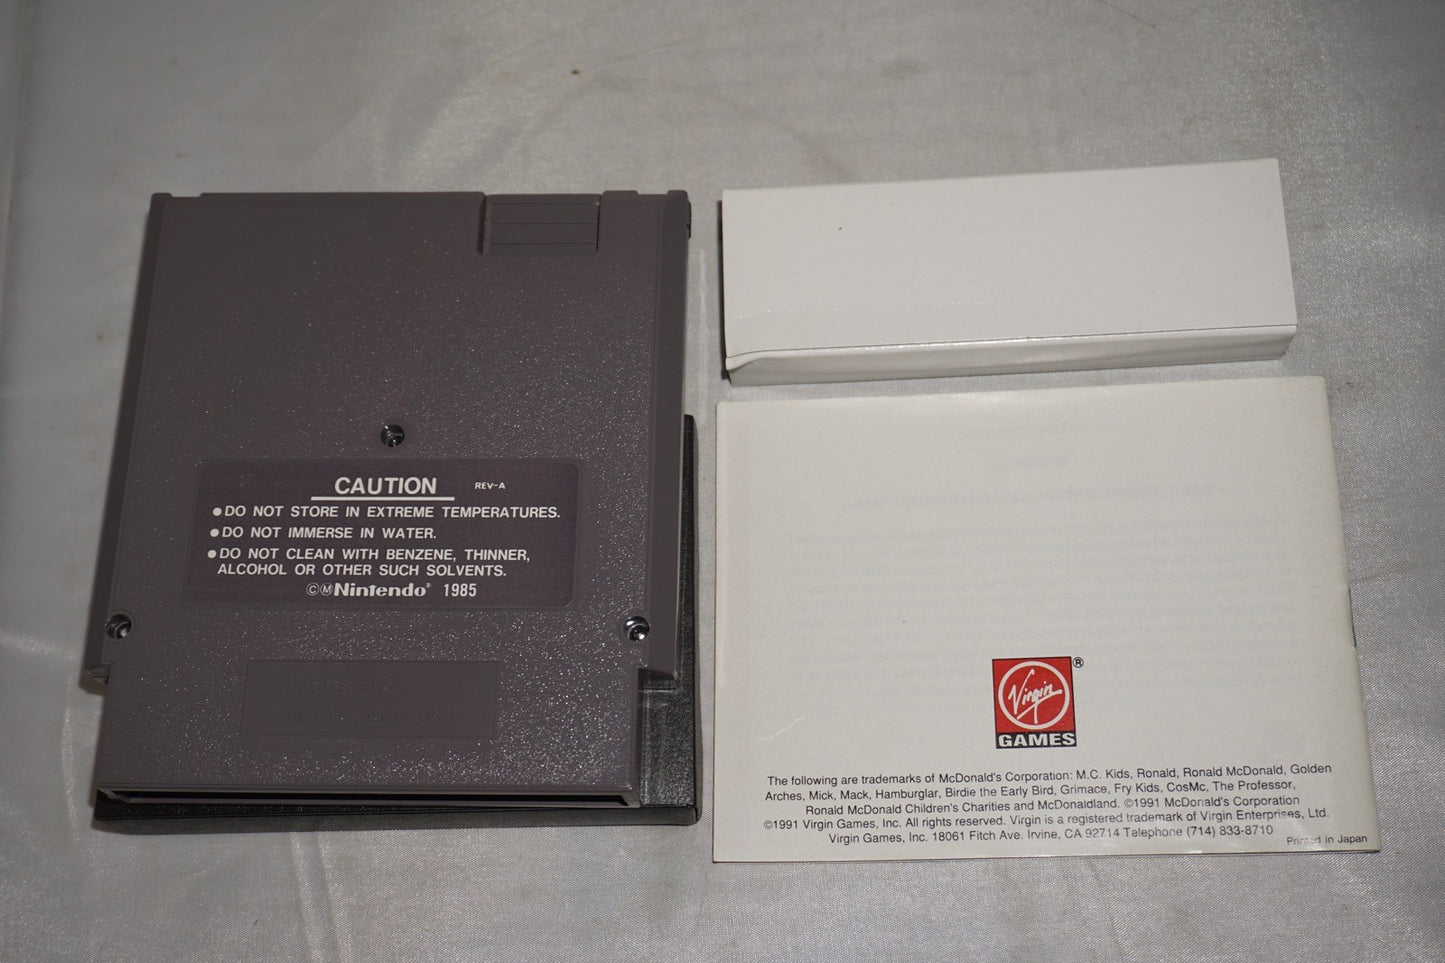 CAUTION REV-A
●DO NOT STORE IN EXTREME TEMPERATURES.
●DO NOT IMMERSE IN WATER.
●DO NOT CLEAN WITH BENZENE, THINNER,
ALCOHOL OR OTHER SUCH SOLVENTS.
©ⓂNintendo® 1985
Virgin®
GAMES
The following are trademarks of McDonald's Corporation: M.C. Kids, Ronald, Ronald McDonald, Golden
Arches, Mick, Mack, Hamburglar, Birdie the Early Bird, Grimace, Fry Kids, CosMc, The Professor,
Ronald McDonald Children's Charities and McDonaldland. ©1991 McDonald's Corporation
©1991 Virgin Games, Inc. All rights reserved. Virgin is a registered trademark of Virgin Enterprises, Ltd.
Virgin Games, Inc. 18061 Fitch Ave. Irvine, CA 92714 Telephone (714) 833-8710
Printed in Japan